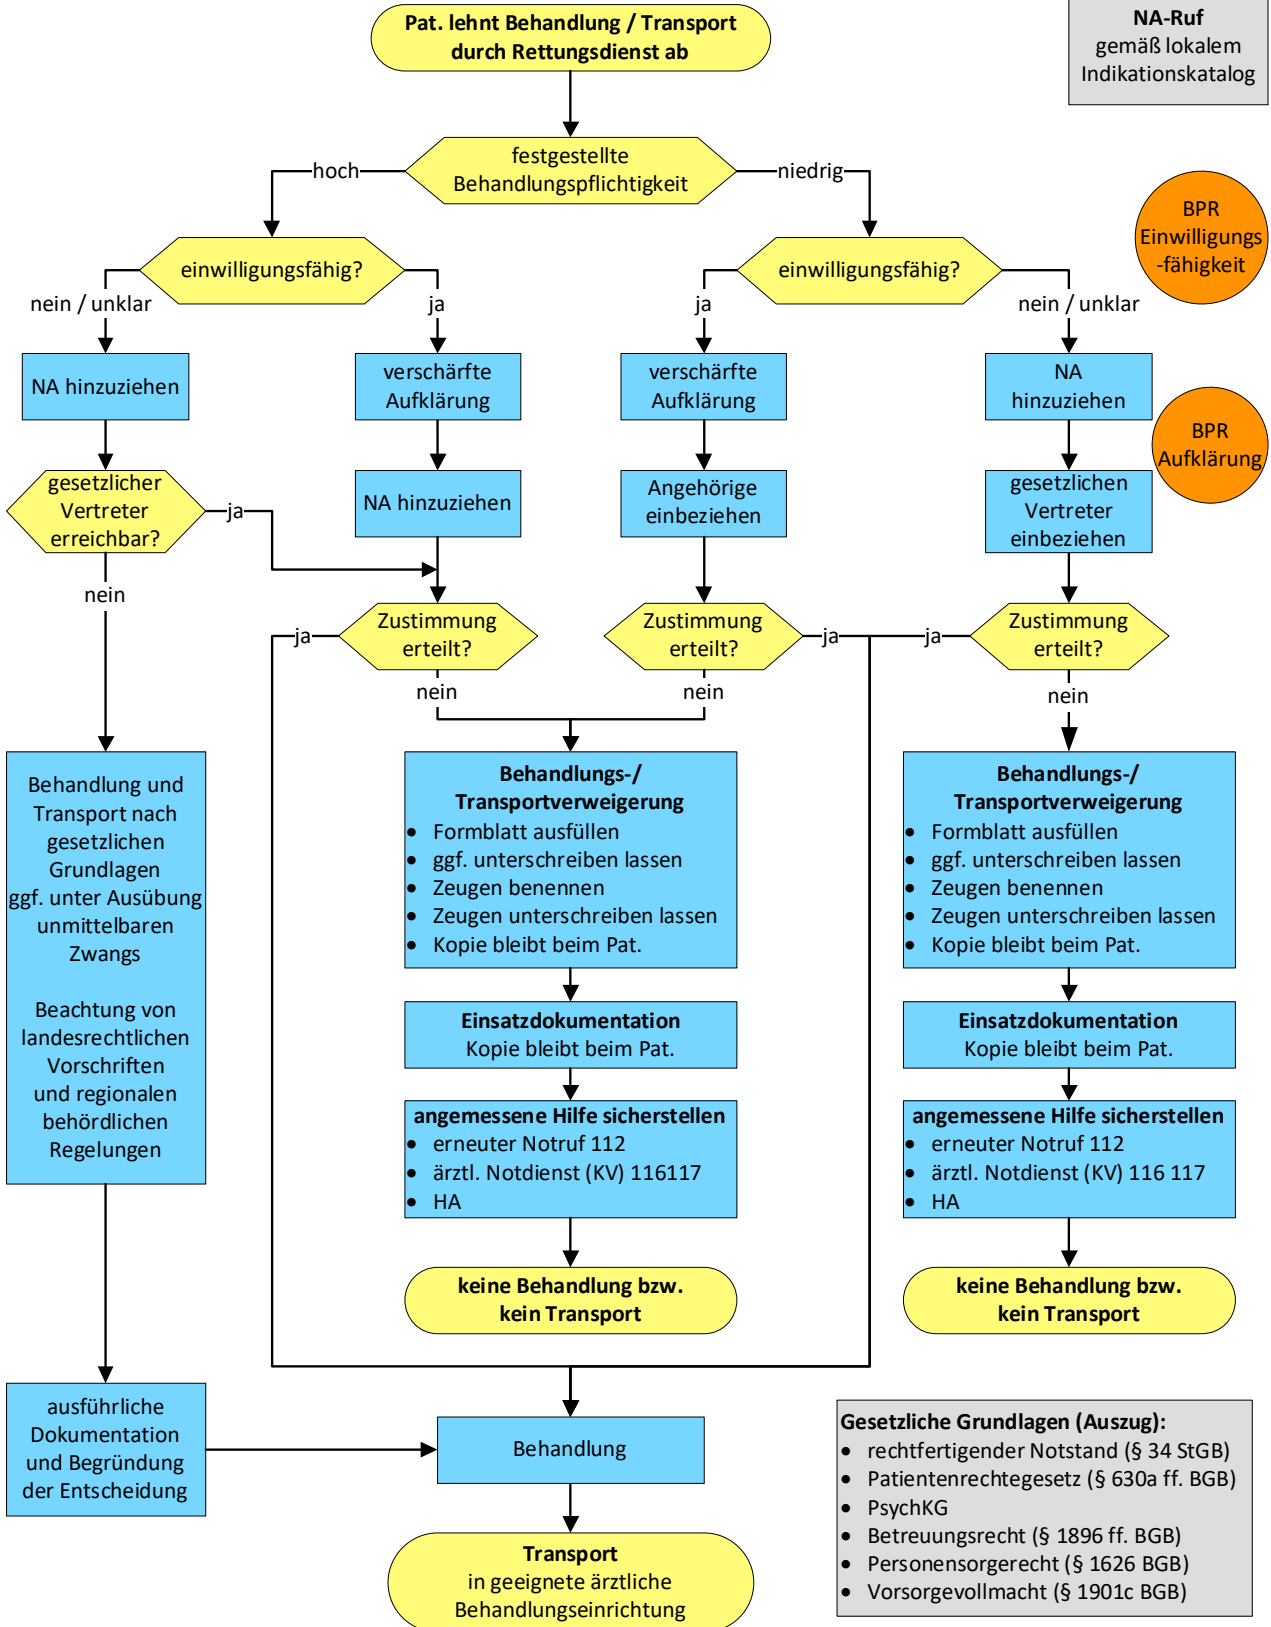 Pat. lehnt Behandlung / Transport
durch Rettungsdienst ab
NA-Ruf
gemäß lokalem
Indikationskatalog
festgestellte
Behandlungspflichtigkeit
hoch
niedrig
BPR
Einwilligungs
-fähigkeit
einwilligungsfähig?
einwilligungsfähig?
nein / unklar
ja
ja
nein / unklar
NA hinzuziehen
verschärfte
Aufklärung
verschärfte
Aufklärung
NA
hinzuziehen
BPR
Aufklärung
gesetzlicher
Vertreter
erreichbar?
ja
NA hinzuziehen
Angehörige
einbeziehen
gesetzlichen
Vertreter
einbeziehen
nein
ja
Zustimmung
erteilt?
Zustimmung
erteilt?
ja
ja
Zustimmung
erteilt?
nein
nein
nein
Behandlung und
Transport nach
gesetzlichen
Grundlagen
ggf. unter Ausübung
unmittelbaren
Zwangs
Beachtung von
landesrechtlichen
Vorschriften
und regionalen
behördlichen
Regelungen
Behandlungs-/
Transportverweigerung
• Formblatt ausfüllen
• ggf. unterschreiben lassen
• Zeugen benennen
• Zeugen unterschreiben lassen
• Kopie bleibt beim Pat.
Behandlungs-/
Transportverweigerung
• Formblatt ausfüllen
• ggf. unterschreiben lassen
• Zeugen benennen
• Zeugen unterschreiben lassen
• Kopie bleibt beim Pat.
Einsatzdokumentation
Kopie bleibt beim Pat.
Einsatzdokumentation
Kopie bleibt beim Pat.
angemessene Hilfe sicherstellen
• erneuter Notruf 112
• ärztl. Notdienst (KV) 116117
• HA
angemessene Hilfe sicherstellen
• erneuter Notruf 112
• ärztl. Notdienst (KV) 116 117
• HA
keine Behandlung bzw.
kein Transport
keine Behandlung bzw.
kein Transport
ausführliche
Dokumentation
und Begründung
der Entscheidung
Behandlung
Transport
in geeignete ärztliche
Behandlungseinrichtung
Gesetzliche Grundlagen (Auszug):
• rechtfertigender Notstand (§ 34 StGB)
• Patientenrechtegesetz (§ 630a ff. BGB)
• PsychKG
• Betreuungsrecht (§ 1896 ff. BGB)
• Personensorgerecht (§ 1626 BGB)
• Vorsorgevollmacht (§ 1901c BGB)